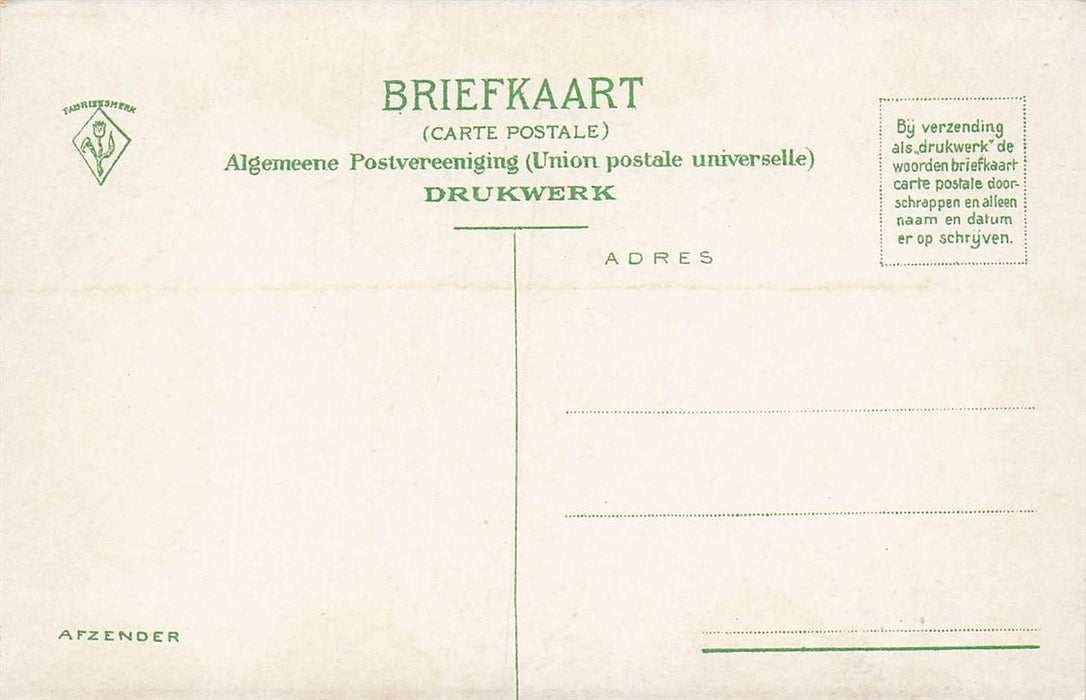 FABRIEKSMERK
BRIEFKAART
(CARTE POSTALE)
Algemeene Postvereeniging (Union postale universelle)
DRUKWERK
Bij verzending
als „drukwerk” de
woorden briefkaart
carte postale door-
schrappen en alleen
naam en datum
er op schrijven.
ADRES
AFZENDER